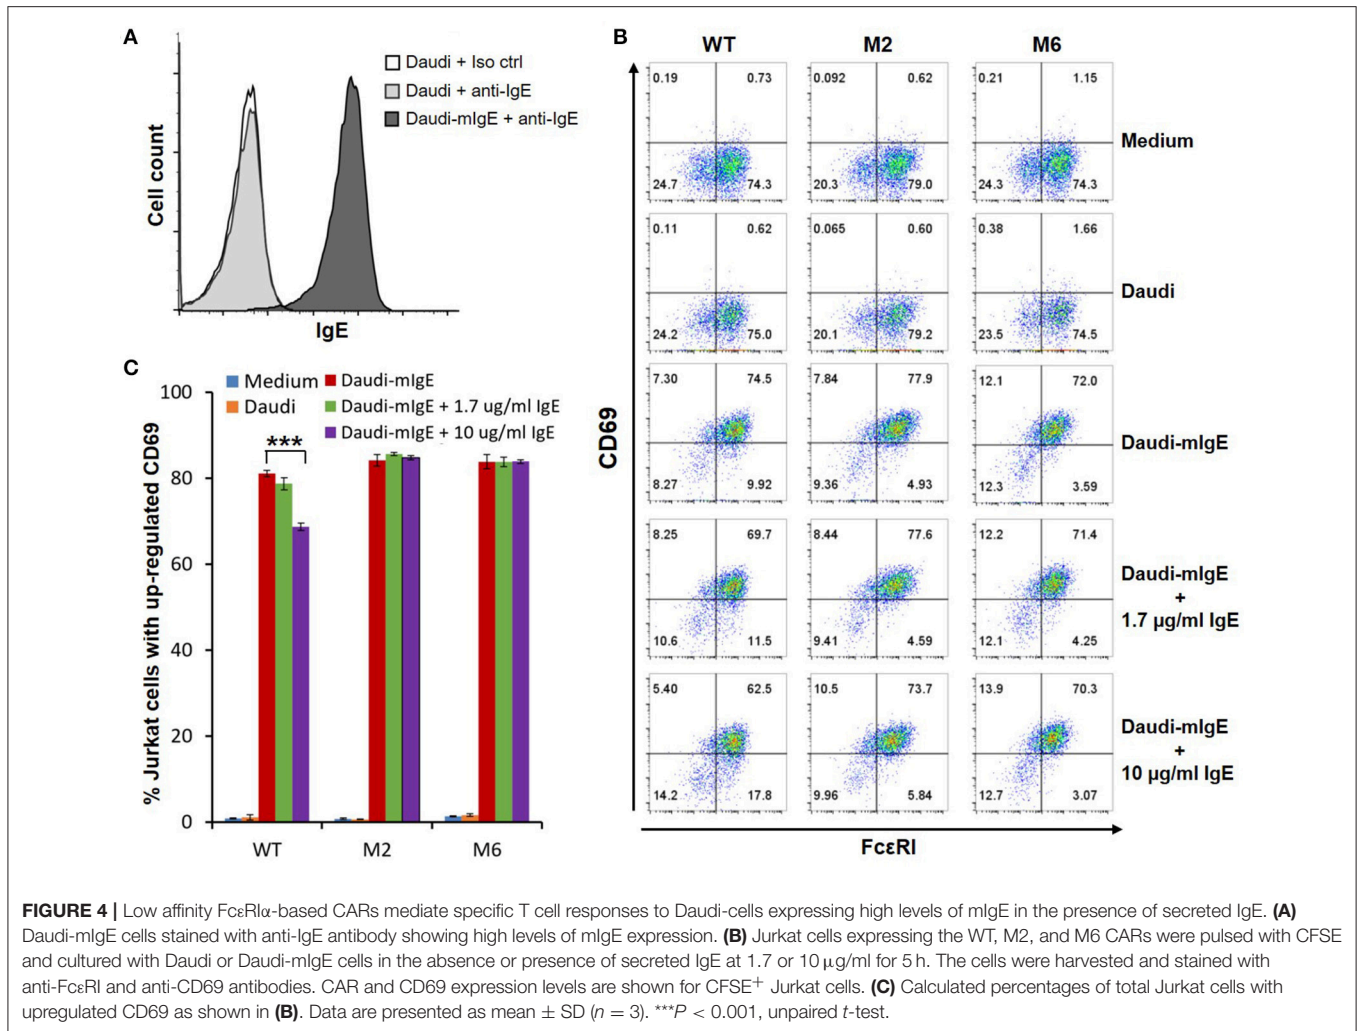 A
Daudi + Iso ctrl
Daudi + anti-IgE
Daudi-mIgE + anti-IgE
Cell count
IgE
B
WT M2 M6
0.19 0.73 0.092 0.62 0.21 1.15
Medium
24.7 74.3 20.3 79.0 24.3 74.3
0.11 0.62 0.065 0.60 0.38 1.66
Daudi
24.2 75.0 20.1 79.2 23.5 74.5
7.30 74.5 7.84 77.9 12.1 72.0
Daudi-mIgE
8.27 9.92 9.36 4.93 12.3 3.59
8.25 69.7 8.44 77.6 12.2 71.4
Daudi-mIgE
+
1.7 µg/ml IgE
10.6 11.5 9.41 4.59 12.1 4.25
5.40 62.5 10.5 73.7 13.9 70.3
Daudi-mIgE
+
10 µg/ml IgE
14.2 17.8 9.96 5.84 12.7 3.07
CD69
FcεRI
C
Medium
Daudi
Daudi-mIgE
Daudi-mIgE + 1.7 ug/ml IgE
Daudi-mIgE + 10 ug/ml IgE
***
% Jurkat cells with up-regulated CD69
100
80
60
40
20
0
WT M2 M6
FIGURE 4 | Low affinity FcεRIα-based CARs mediate specific T cell responses to Daudi-cells expressing high levels of mIgE in the presence of secreted IgE. (A)
Daudi-mIgE cells stained with anti-IgE antibody showing high levels of mIgE expression. (B) Jurkat cells expressing the WT, M2, and M6 CARs were pulsed with CFSE
and cultured with Daudi or Daudi-mIgE cells in the absence or presence of secreted IgE at 1.7 or 10 µg/ml for 5 h. The cells were harvested and stained with
anti-FcεRI and anti-CD69 antibodies. CAR and CD69 expression levels are shown for CFSE⁺ Jurkat cells. (C) Calculated percentages of total Jurkat cells with
upregulated CD69 as shown in (B). Data are presented as mean ± SD (n = 3). ***P < 0.001, unpaired t-test.